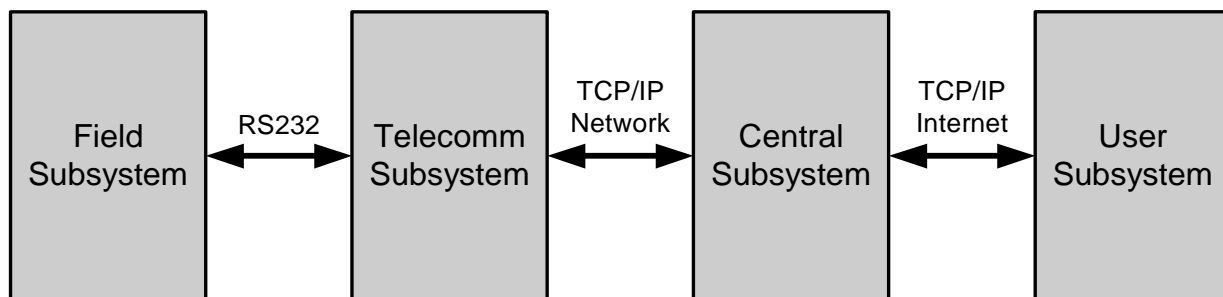 Field
Subsystem
RS232
Telecomm
Subsystem
TCP/IP
Network
Central
Subsystem
TCP/IP
Internet
User
Subsystem